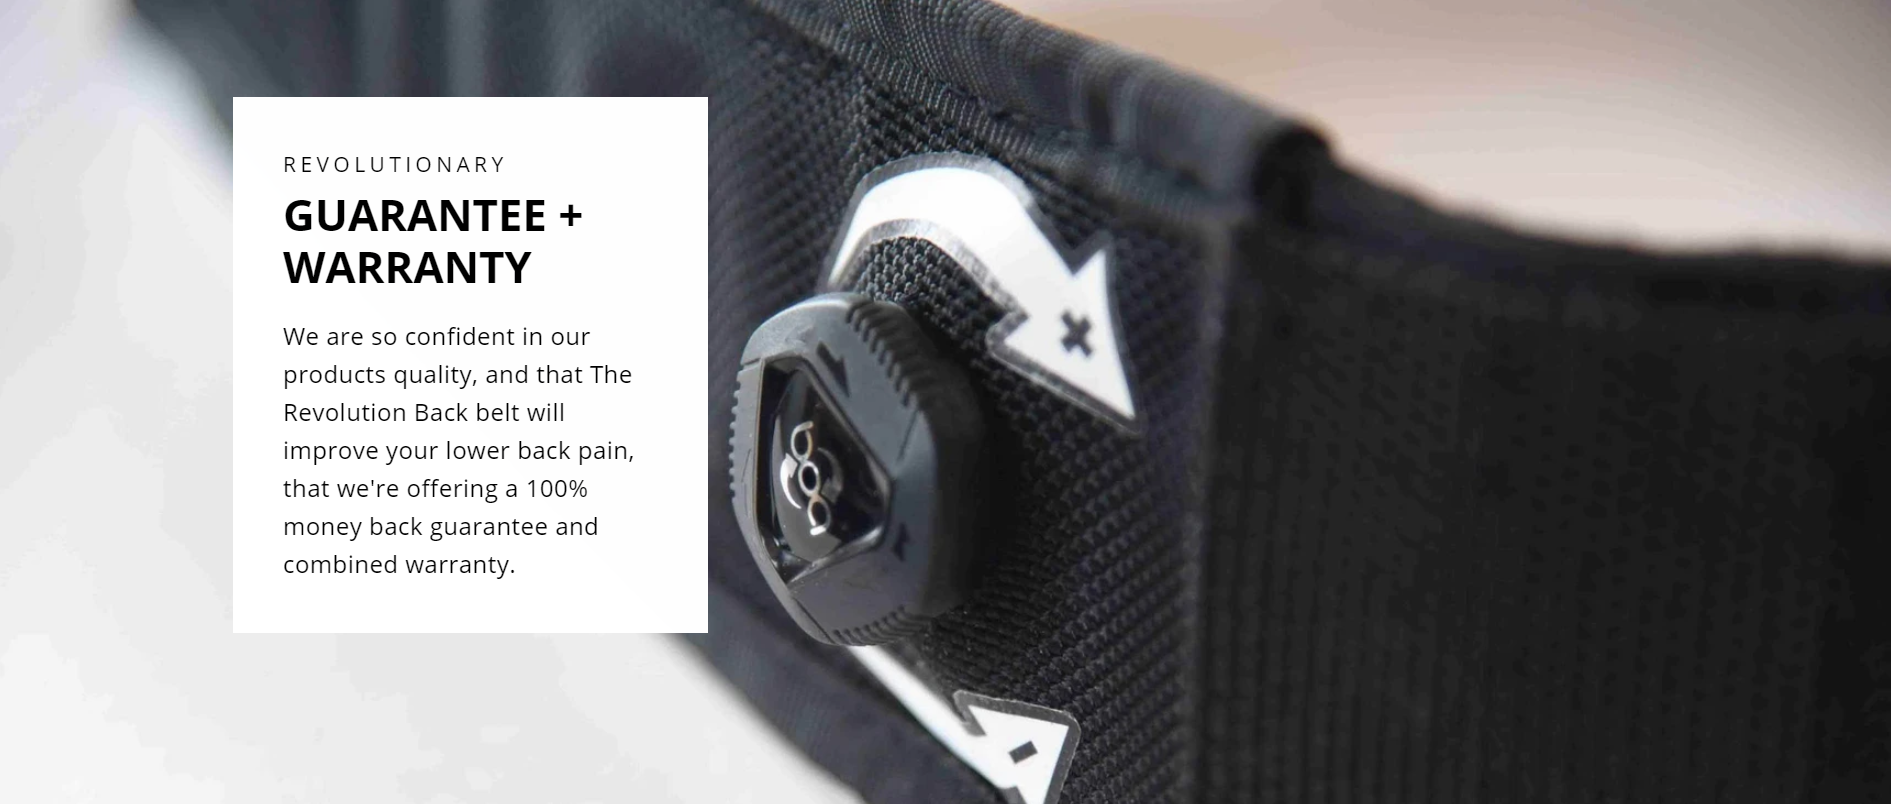 REVOLUTIONARY
GUARANTEE +
WARRANTY
We are so confident in our
products quality, and that The
Revolution Back belt will
improve your lower back pain,
that we're offering a 100%
money back guarantee and
combined warranty.
boa
+
-